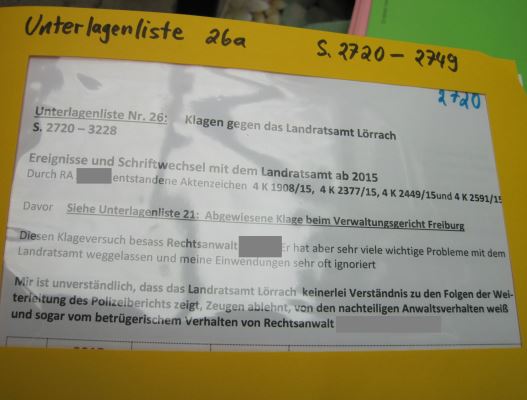 Unterlagenliste 26a S. 2720 – 2749
2720
Unterlagenliste Nr. 26: Klagen gegen das Landratsamt Lörrach
S. 2720 – 3228
Ereignisse und Schriftwechsel mit dem Landratsamt ab 2015
Durch RA entstandene Aktenzeichen 4 K 1908/15, 4 K 2377/15, 4 K 2449/15und 4 K 2591/15
Davor Siehe Unterlagenliste 21: Abgewiesene Klage beim Verwaltungsgericht Freiburg
Diesen Klageversuch besass Rechtsanwalt Er hat aber sehr viele wichtige Probleme mit dem
Landratsamt weggelassen und meine Einwendungen sehr oft ignoriert
Mir ist unverständlich, dass das Landratsamt Lörrach keinerlei Verständnis zu den Folgen der Wei-
terleitung des Polizeiberichts zeigt, Zeugen ablehnt, von den nachteiligen Anwaltsverhalten weiß
und sogar vom betrügerischem Verhalten von Rechtsanwalt